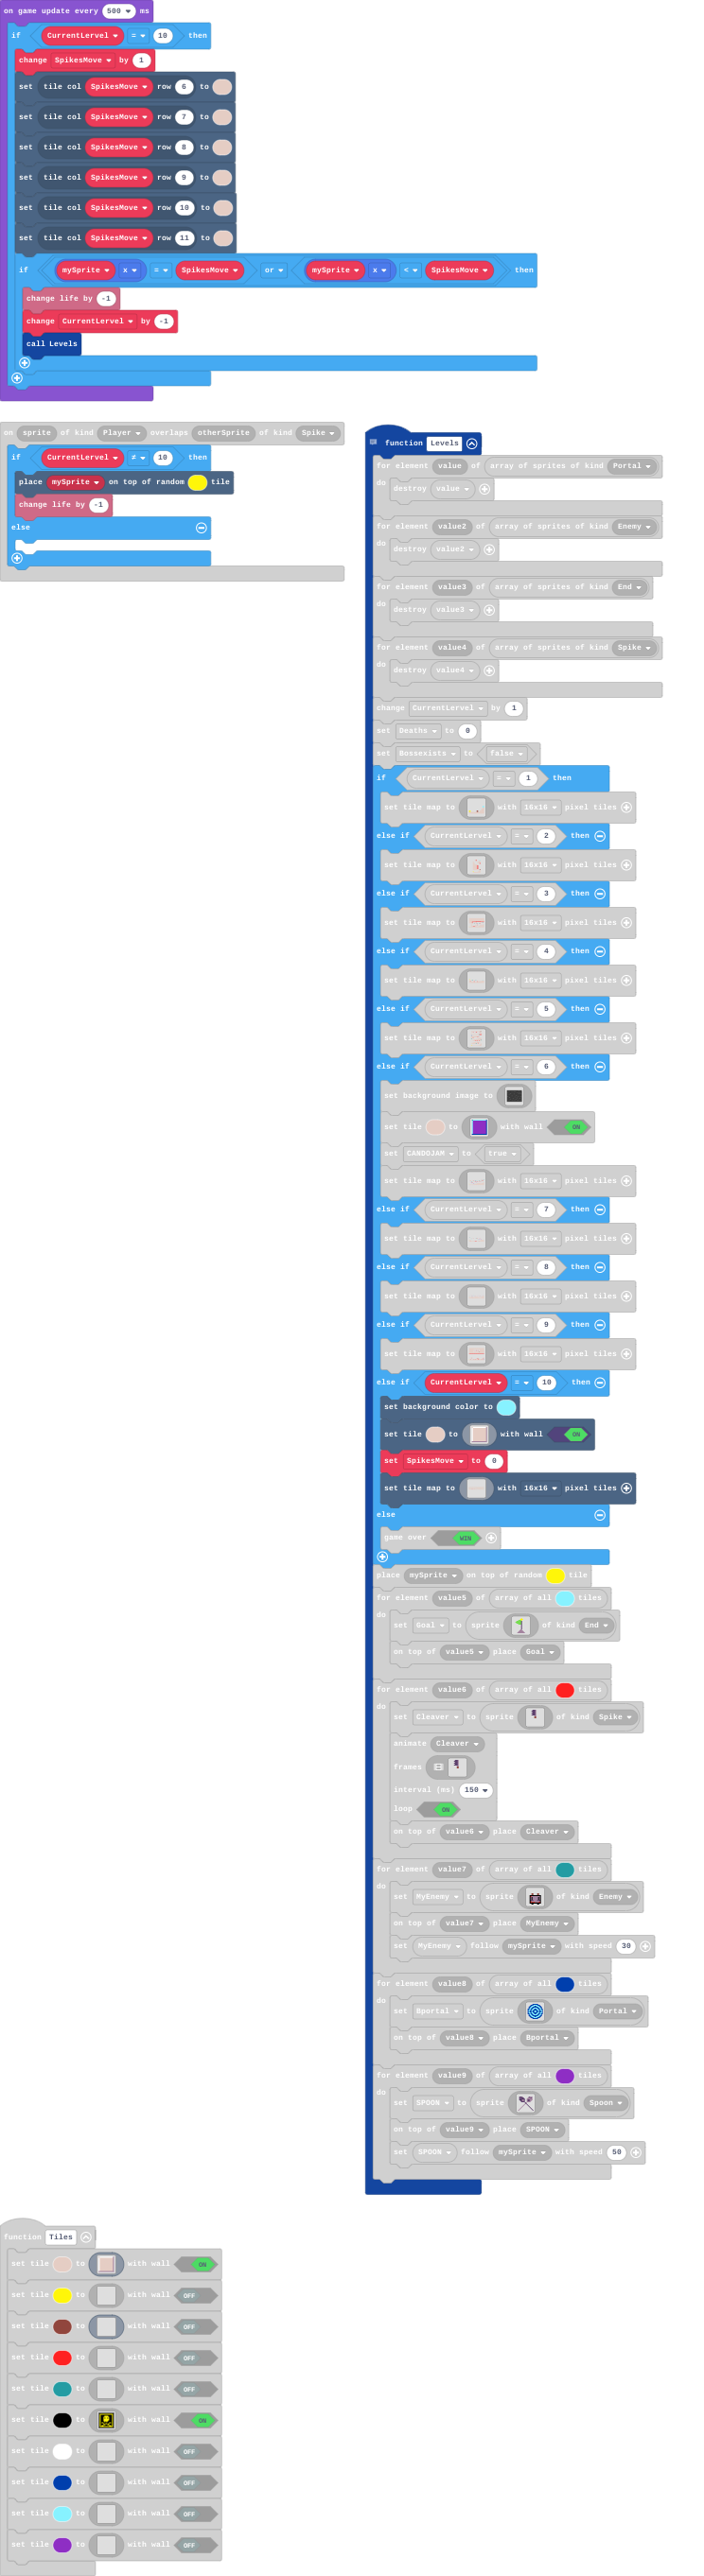 on game update every 500 ms
if CurrentLervel = 10 then
change SpikesMove by 1
set tile col SpikesMove row 6 to
set tile col SpikesMove row 7 to
set tile col SpikesMove row 8 to
set tile col SpikesMove row 9 to
set tile col SpikesMove row 10 to
set tile col SpikesMove row 11 to
if mySprite x = SpikesMove or mySprite x < SpikesMove then
change life by -1
change CurrentLervel by -1
call Levels
on sprite of kind Player overlaps otherSprite of kind Spike
if CurrentLervel ≠ 10 then
place mySprite on top of random tile
change life by -1
else
function Levels
for element value of array of sprites of kind Portal
do
destroy value
for element value2 of array of sprites of kind Enemy
do
destroy value2
for element value3 of array of sprites of kind End
do
destroy value3
for element value4 of array of sprites of kind Spike
do
destroy value4
change CurrentLervel by 1
set Deaths to 0
set Bossexists to false
if CurrentLervel = 1 then
set tile map to with 16x16 pixel tiles
else if CurrentLervel = 2 then
set tile map to with 16x16 pixel tiles
else if CurrentLervel = 3 then
set tile map to with 16x16 pixel tiles
else if CurrentLervel = 4 then
set tile map to with 16x16 pixel tiles
else if CurrentLervel = 5 then
set tile map to with 16x16 pixel tiles
else if CurrentLervel = 6 then
set background image to
set tile to with wall ON
set CANDOJAM to true
set tile map to with 16x16 pixel tiles
else if CurrentLervel = 7 then
set tile map to with 16x16 pixel tiles
else if CurrentLervel = 8 then
set tile map to with 16x16 pixel tiles
else if CurrentLervel = 9 then
set tile map to with 16x16 pixel tiles
else if CurrentLervel = 10 then
set background color to
set tile to with wall ON
set SpikesMove to 0
set tile map to with 16x16 pixel tiles
else
game over WIN
place mySprite on top of random tile
for element value5 of array of all tiles
do
set Goal to sprite of kind End
on top of value5 place Goal
for element value6 of array of all tiles
do
set Cleaver to sprite of kind Spike
animate Cleaver
frames
interval (ms) 150
loop ON
on top of value6 place Cleaver
for element value7 of array of all tiles
do
set MyEnemy to sprite of kind Enemy
on top of value7 place MyEnemy
set MyEnemy follow mySprite with speed 30
for element value8 of array of all tiles
do
set Bportal to sprite of kind Portal
on top of value8 place Bportal
for element value9 of array of all tiles
do
set SPOON to sprite of kind Spoon
on top of value9 place SPOON
set SPOON follow mySprite with speed 50
function Tiles
set tile to with wall ON
set tile to with wall OFF
set tile to with wall OFF
set tile to with wall OFF
set tile to with wall OFF
set tile to with wall ON
set tile to with wall OFF
set tile to with wall OFF
set tile to with wall OFF
set tile to with wall OFF